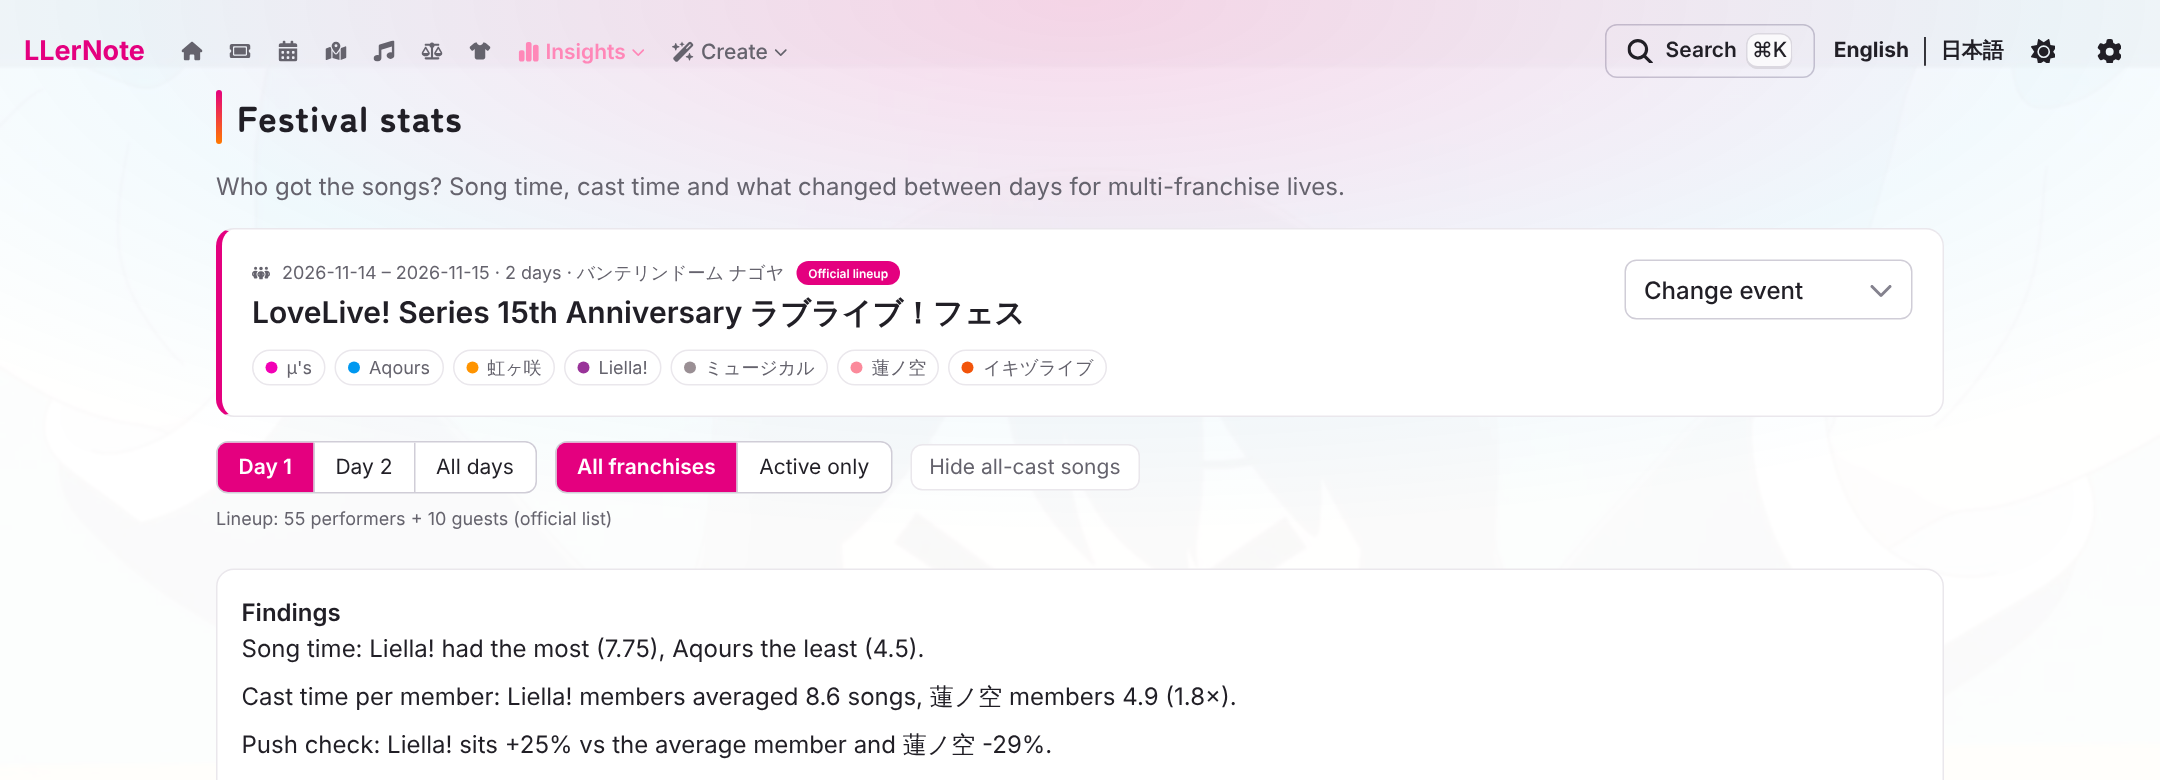 LLerNote Insights Create Search ⌘K English 日本語
Festival stats
Who got the songs? Song time, cast time and what changed between days for multi-franchise lives.
2026-11-14 – 2026-11-15 · 2 days · バンテリンドーム ナゴヤ Official lineup
LoveLive! Series 15th Anniversary ラブライブ！フェス
Change event
μ's Aqours 虹ヶ咲 Liella! ミュージカル 蓮ノ空 イキヅライブ
Day 1 Day 2 All days All franchises Active only Hide all-cast songs
Lineup: 55 performers + 10 guests (official list)
Findings
Song time: Liella! had the most (7.75), Aqours the least (4.5).
Cast time per member: Liella! members averaged 8.6 songs, 蓮ノ空 members 4.9 (1.8×).
Push check: Liella! sits +25% vs the average member and 蓮ノ空 -29%.